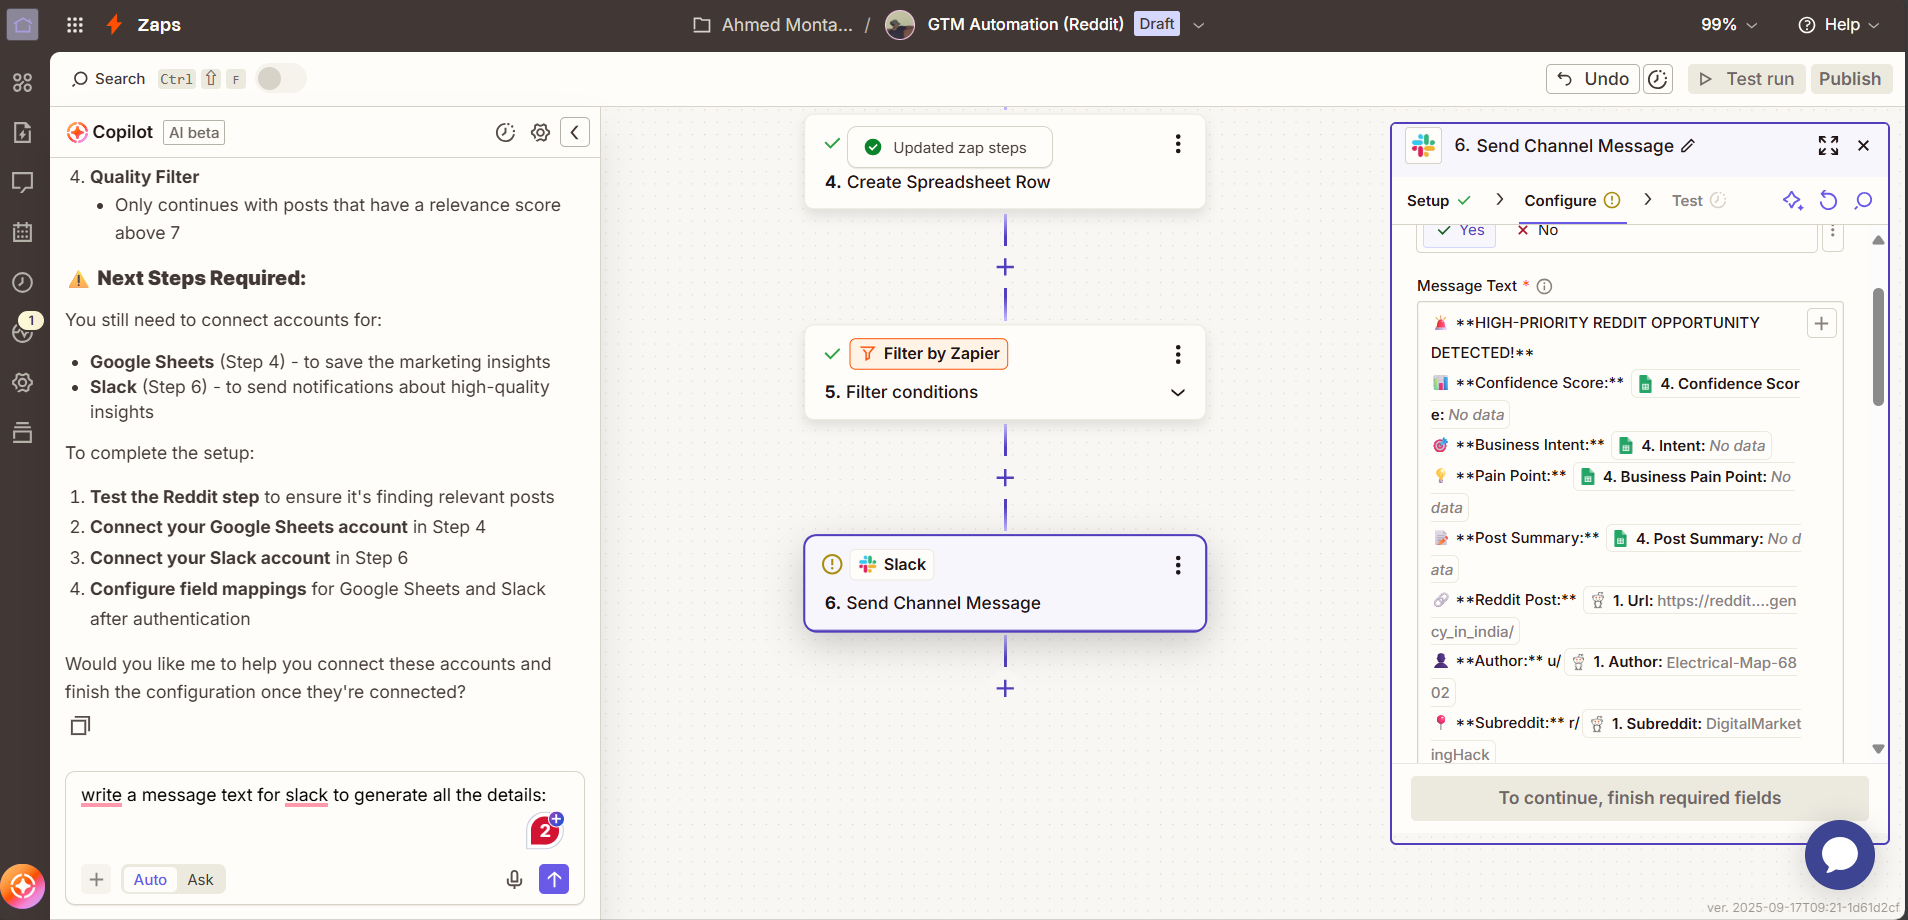 Zaps
Ahmed Monta... / GTM Automation (Reddit) Draft
99%
Help
Search Ctrl ⇧ F
Undo
Test run
Publish
1
Copilot AI beta
4. Quality Filter
• Only continues with posts that have a relevance score
above 7
⚠️ Next Steps Required:
You still need to connect accounts for:
• Google Sheets (Step 4) - to save the marketing insights
• Slack (Step 6) - to send notifications about high-quality
insights
To complete the setup:
1. Test the Reddit step to ensure it's finding relevant posts
2. Connect your Google Sheets account in Step 4
3. Connect your Slack account in Step 6
4. Configure field mappings for Google Sheets and Slack
after authentication
Would you like me to help you connect these accounts and
finish the configuration once they're connected?
write a message text for slack to generate all the details:
2
Auto Ask
Updated zap steps
4. Create Spreadsheet Row
Filter by Zapier
5. Filter conditions
Slack
6. Send Channel Message
6. Send Channel Message
Setup Configure Test
Yes No
Message Text *
🚨 **HIGH-PRIORITY REDDIT OPPORTUNITY
DETECTED!**
📊 **Confidence Score:** 4. Confidence Scor
e: No data
🎯 **Business Intent:** 4. Intent: No data
💡 **Pain Point:** 4. Business Pain Point: No
data
📝 **Post Summary:** 4. Post Summary: No d
ata
🔗 **Reddit Post:** 1. Url: https://reddit....gen
cy_in_india/
👤 **Author:** u/ 1. Author: Electrical-Map-68
02
📍 **Subreddit:** r/ 1. Subreddit: DigitalMarket
ingHack
To continue, finish required fields
ver. 2025-09-17T09:21-1d61d2cf